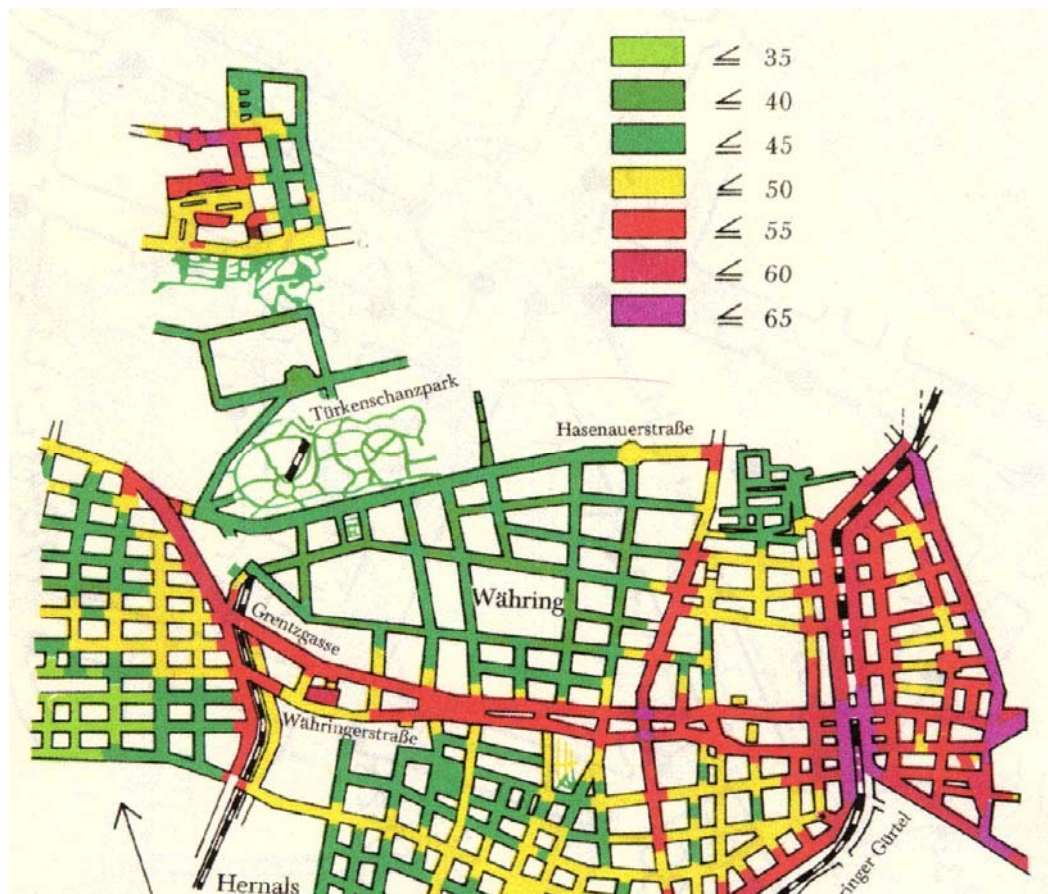 ≦ 35
≦ 40
≦ 45
≦ 50
≦ 55
≦ 60
≦ 65
Türkenschanzpark
Hasenauerstraße
Währing
Grentzgasse
Währingerstraße
Hernals
ringer Gürtel